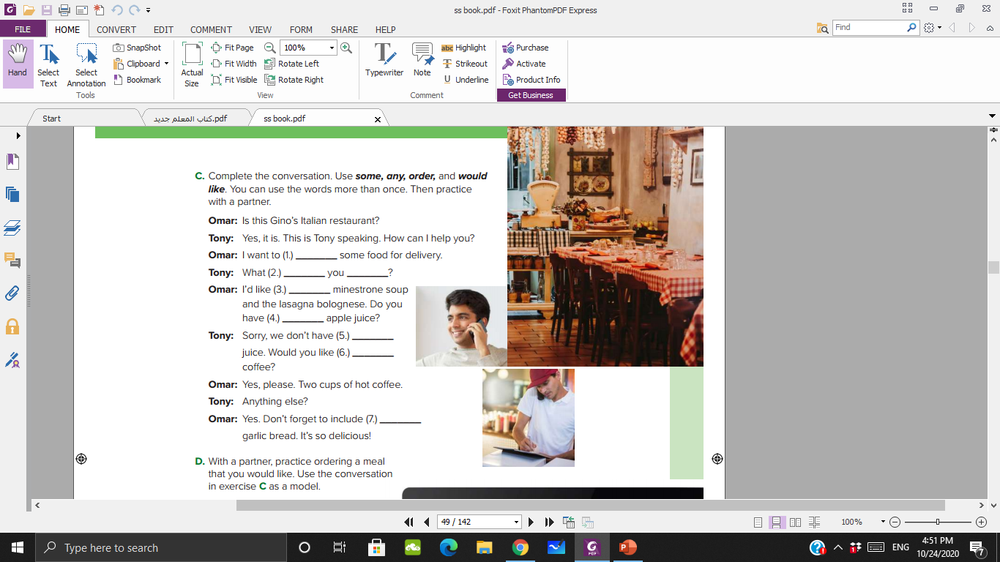 ss book.pdf - Foxit PhantomPDF Express
FILE
HOME
CONVERT
EDIT
COMMENT
VIEW
FORM
SHARE
HELP
Find
Hand
Select
Text
Select
Annotation
SnapShot
Clipboard
Bookmark
Tools
Actual
Size
Fit Page
Fit Width
Fit Visible
100%
Rotate Left
Rotate Right
View
Typewriter
Note
abc Highlight
T Strikeout
U Underline
Comment
Purchase
Activate
Product Info
Get Business
Start
كتاب المعلم جديد.pdf
ss book.pdf
C. Complete the conversation. Use some, any, order, and would
like. You can use the words more than once. Then practice
with a partner.
Omar: Is this Gino's Italian restaurant?
Tony: Yes, it is. This is Tony speaking. How can I help you?
Omar: I want to (1.) ________ some food for delivery.
Tony: What (2.) ________ you ________?
Omar: I'd like (3.) ________ minestrone soup
and the lasagna bolognese. Do you
have (4.) ________ apple juice?
Tony: Sorry, we don't have (5.) ________
juice. Would you like (6.) ________
coffee?
Omar: Yes, please. Two cups of hot coffee.
Tony: Anything else?
Omar: Yes. Don't forget to include (7.) ________
garlic bread. It's so delicious!
D. With a partner, practice ordering a meal
that you would like. Use the conversation
in exercise C as a model.
49 / 142
100%
Type here to search
ENG
4:51 PM
10/24/2020
7